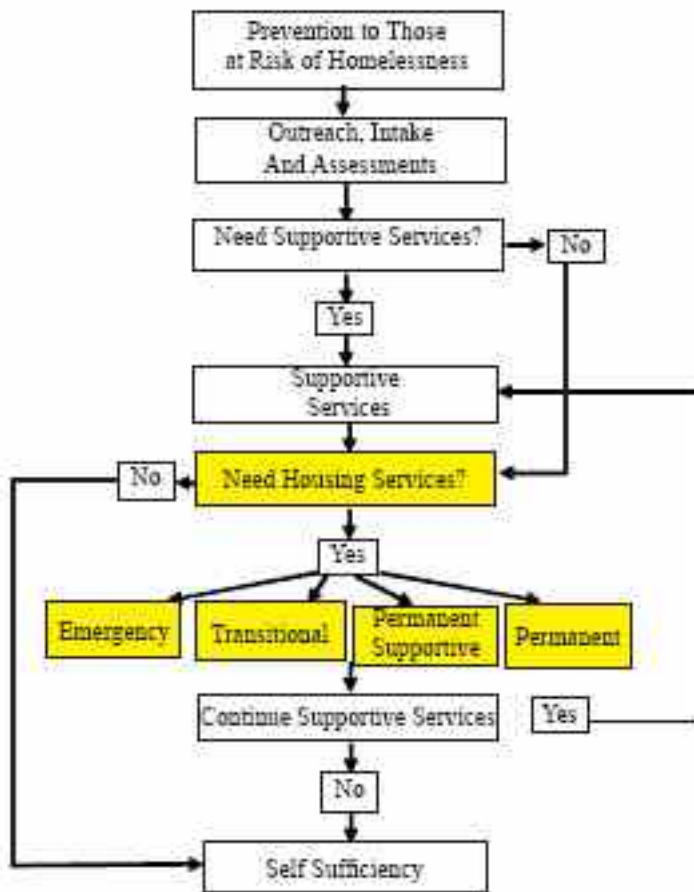 Prevention to Those
at Risk of Homelessness
Outreach, Intake
And Assessments
Need Supportive Services?
No
Yes
Supportive
Services
No
Need Housing Services?
Yes
Emergency
Transitional
Permanent
Supportive
Permanent
Continue Supportive Services
Yes
No
Self Sufficiency